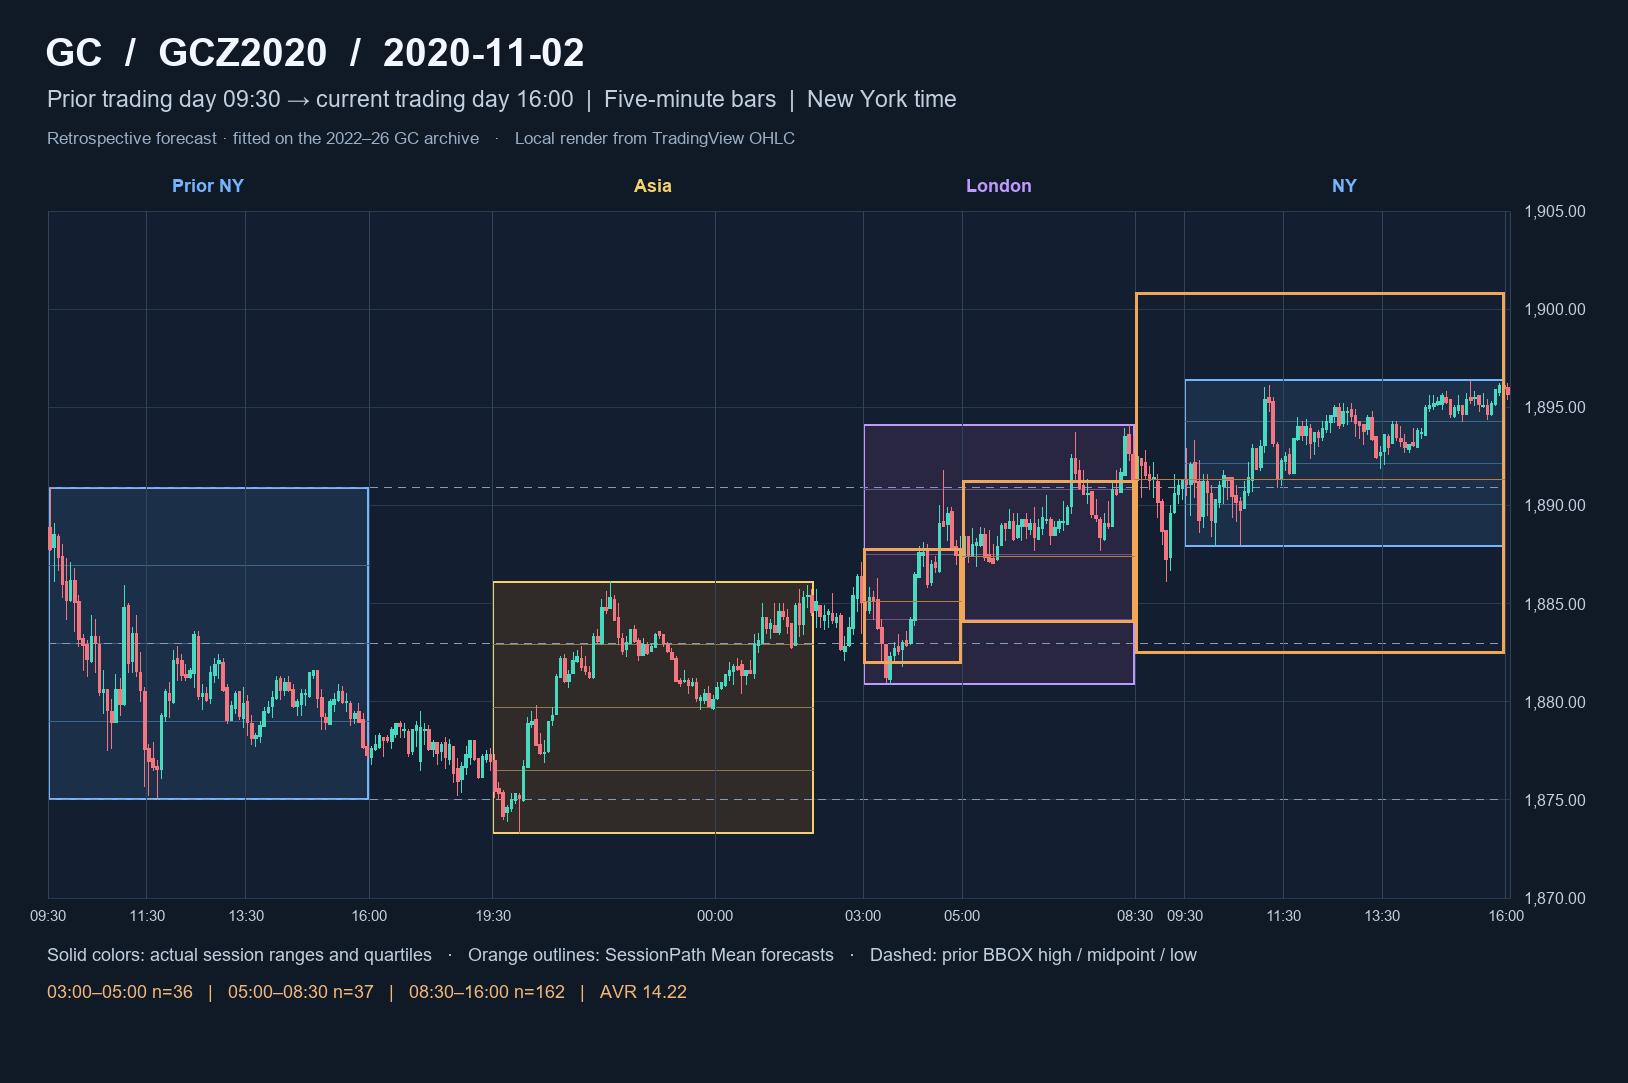 GC / GCZ2020 / 2020-11-02
Prior trading day 09:30 → current trading day 16:00 | Five-minute bars | New York time
Retrospective forecast · fitted on the 2022–26 GC archive · Local render from TradingView OHLC
Prior NY Asia London NY
1,905.00
1,900.00
1,895.00
1,890.00
1,885.00
1,880.00
1,875.00
1,870.00
09:30 11:30 13:30 16:00 19:30 00:00 03:00 05:00 08:30 09:30 11:30 13:30 16:00
Solid colors: actual session ranges and quartiles · Orange outlines: SessionPath Mean forecasts · Dashed: prior BBOX high / midpoint / low
03:00–05:00 n=36 | 05:00–08:30 n=37 | 08:30–16:00 n=162 | AVR 14.22